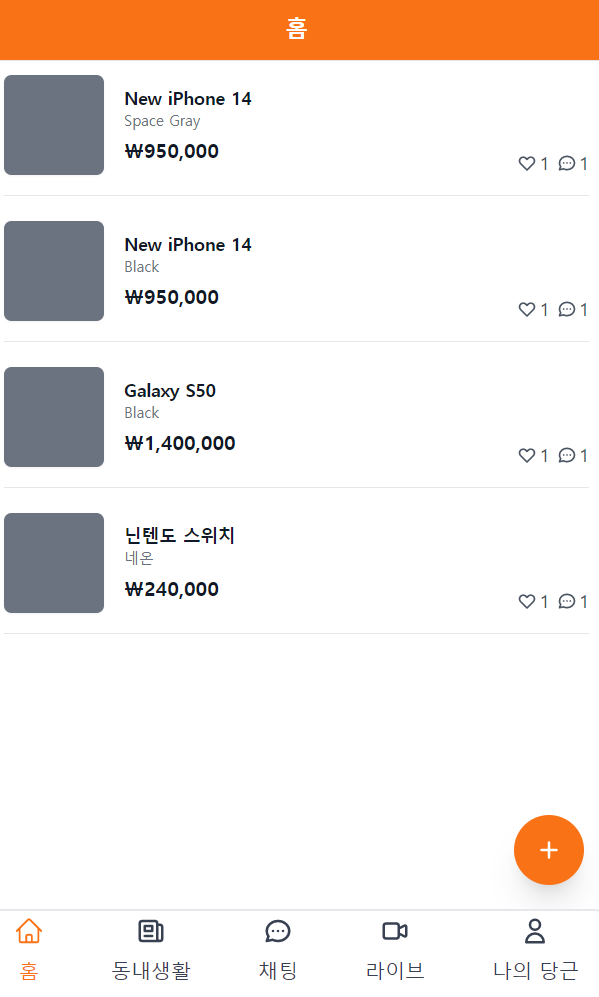 홈
New iPhone 14
Space Gray
₩950,000
1 1
New iPhone 14
Black
₩950,000
1 1
Galaxy S50
Black
₩1,400,000
1 1
닌텐도 스위치
네온
₩240,000
1 1
홈 동내생활 채팅 라이브 나의 당근